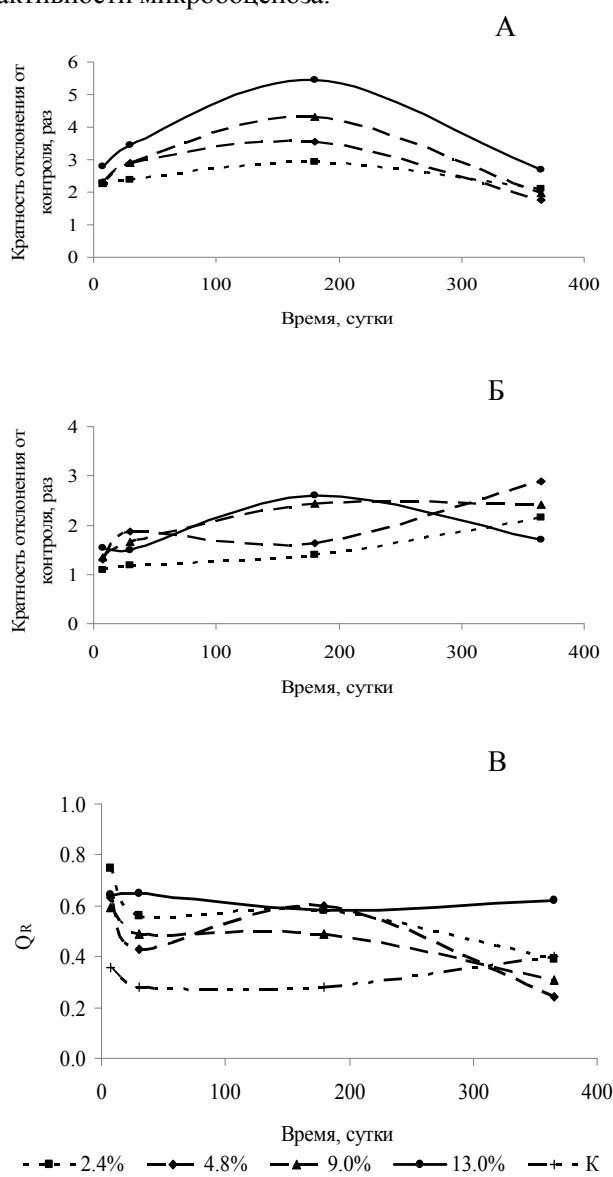 активности микробоценоза.
А
Кратность отклонения от
контроля, раз
6
5
4
3
2
1
0
0 100 200 300 400
Время, сутки
Б
Кратность отклонения от
контроля, раз
4
3
2
1
0
0 100 200 300 400
Время, сутки
В
QR
1.0
0.8
0.6
0.4
0.2
0.0
0 100 200 300 400
Время, сутки
2.4% 4.8% 9.0% 13.0% К